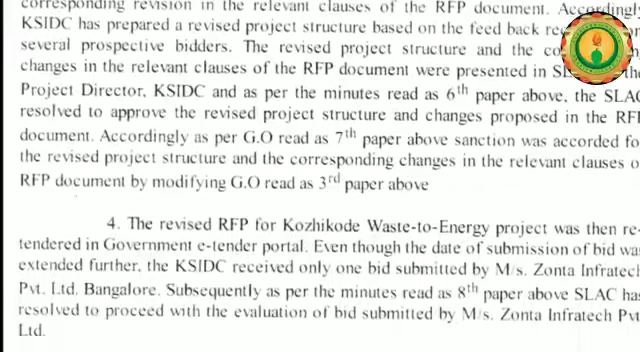 corresponding revision in the relevant clauses of the RFP document. Accordingly
KSIDC has prepared a revised project structure based on the feed back
several prospective bidders. The revised project structure and the
changes in the relevant clauses of the RFP document were presented in
Project Director, KSIDC and as per the minutes read as 6th paper above, the SLAC
resolved to approve the revised project structure and changes proposed in the RFP
document. Accordingly as per G.O read as 7th paper above sanction was accorded fo
the revised project structure and the corresponding changes in the relevant clauses o
RFP document by modifying G.O read as 3rd paper above
4. The revised RFP for Kozhikode Waste-to-Energy project was then re-
tendered in Government e-tender portal. Even though the date of submission of bid wa
extended further, the KSIDC received only one bid submitted by M/s. Zonta Infratech
Pvt. Ltd. Bangalore. Subsequently as per the minutes read as 8th paper above SLAC ha
resolved to proceed with the evaluation of bid submitted by M/s. Zonta Infratech Pvt
Ltd.